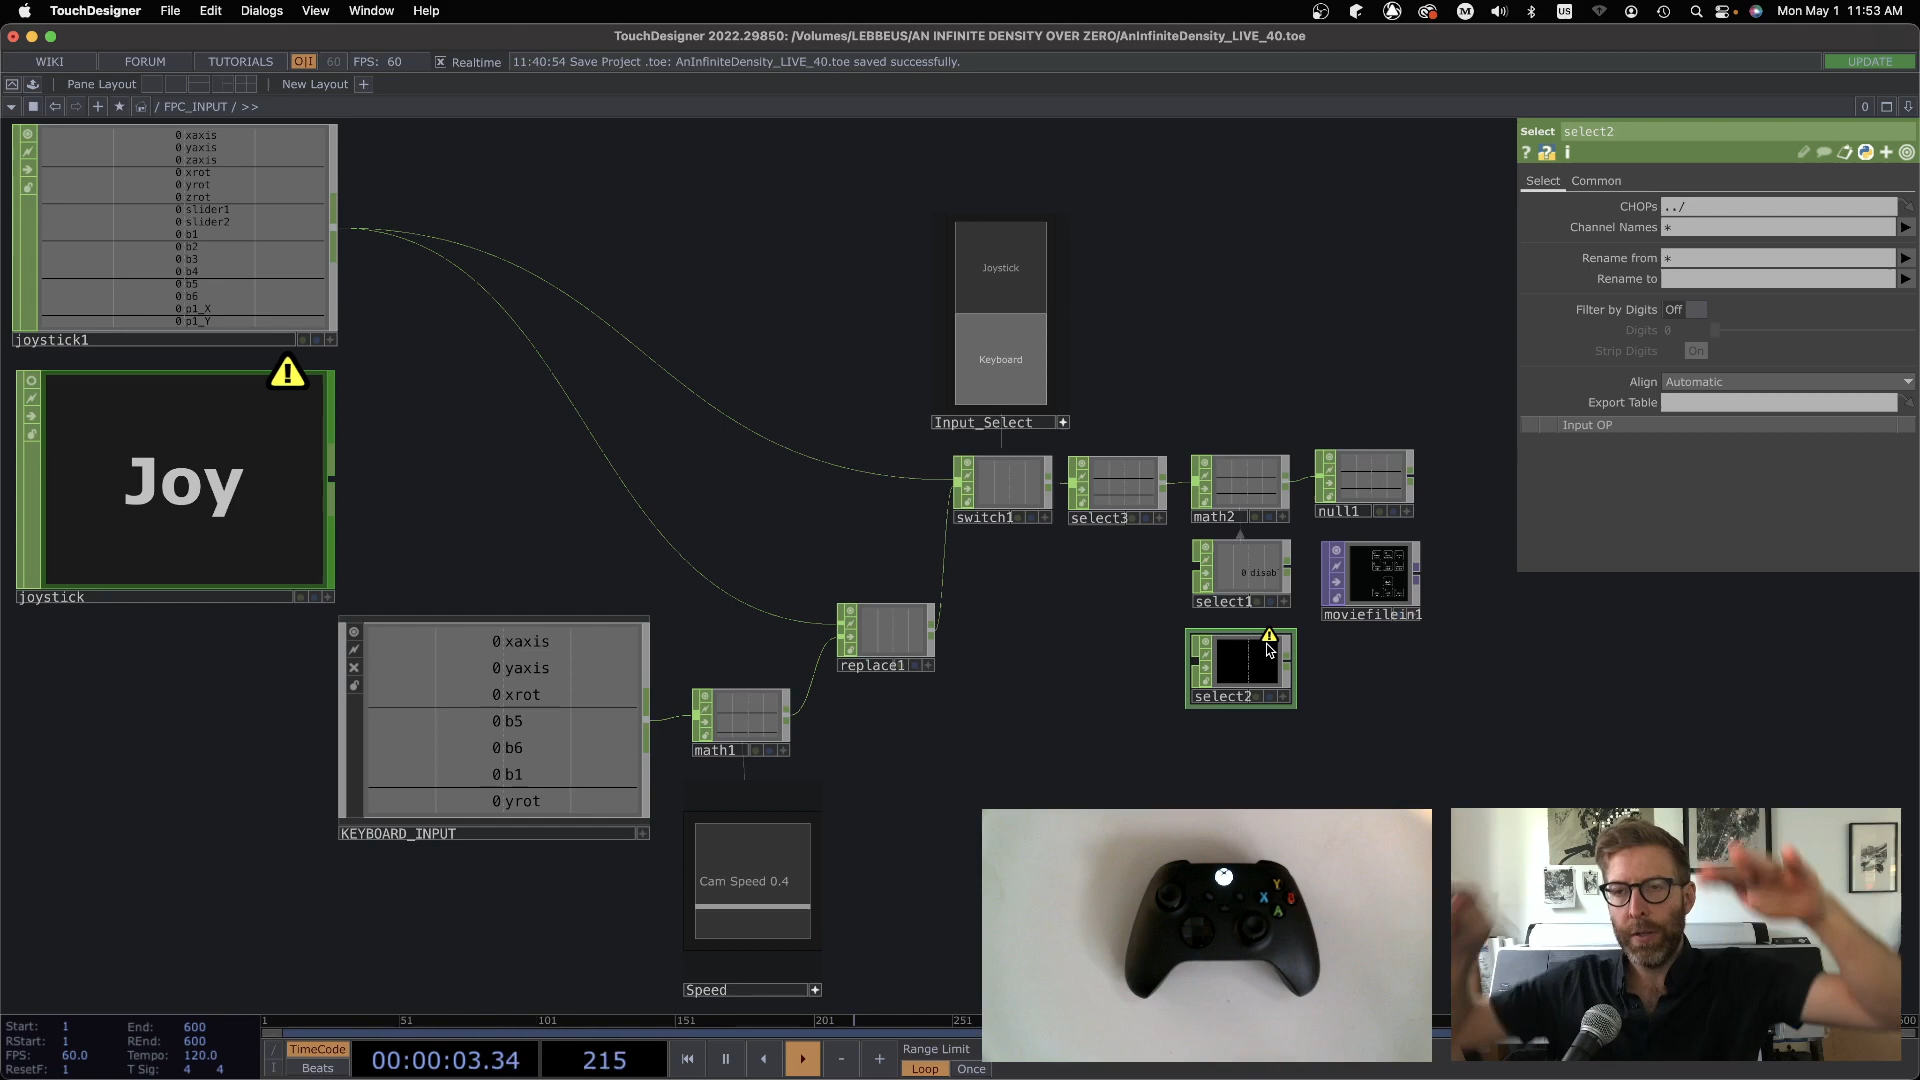 TouchDesigner File Edit Dialogs View Window Help
US Mon May 1 11:53 AM
TouchDesigner 2022.29850: /Volumes/LEBBEUS/AN INFINITE DENSITY OVER ZERO/AnInfiniteDensity_LIVE_40.toe
WIKI FORUM TUTORIALS O|I 60 FPS: 60 Realtime 11:40:54 Save Project .toe: AnInfiniteDensity_LIVE_40.toe saved successfully. UPDATE
Pane Layout New Layout +
/ FPC_INPUT / >> 0
0 xaxis
0 yaxis
0 zaxis
0 xrot
0 yrot
0 zrot
0 slider1
0 slider2
0 b1
0 b2
0 b3
0 b4
0 b5
0 b6
0 p1_X
0 p1_Y
joystick1
Joy
joystick
0 xaxis
0 yaxis
0 xrot
0 b5
0 b6
0 b1
0 yrot
KEYBOARD_INPUT
math1
Cam Speed 0.4
Speed
replace1
Joystick
Keyboard
Input_Select
switch1
select3
math2
null1
0 disab
select1
moviefilein1
select2
Select select2
? i
Select Common
CHOPs ../
Channel Names *
Rename from *
Rename to
Filter by Digits Off
Digits 0
Strip Digits On
Align Automatic
Export Table
Input OP
Y
X
A
1 51 101 151 201 251
Start: 1 End: 600
RStart: 1 REnd: 600
FPS: 60.0 Tempo: 120.0
ResetF: 1 T Sig: 4 4
TimeCode
Beats
00:00:03.34 215
Range Limit
Loop Once